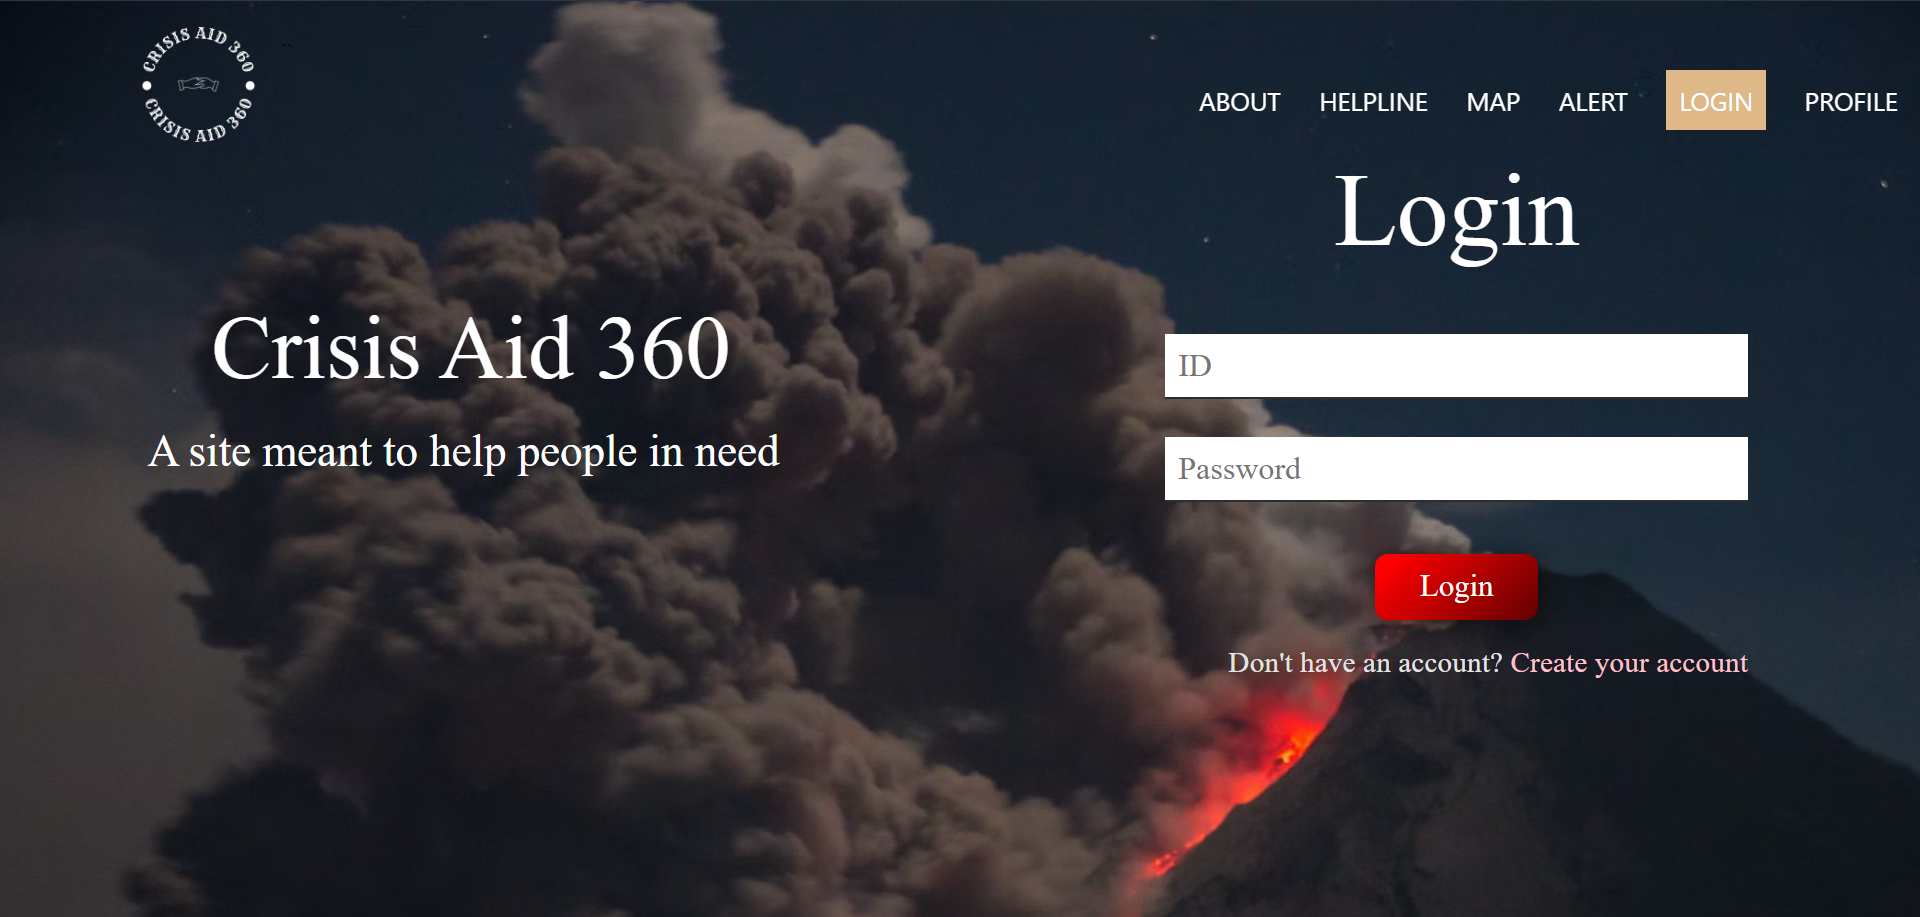 CRISIS AID 360
CRISIS AID 360
ABOUT
HELPLINE
MAP
ALERT
LOGIN
PROFILE
Login
Crisis Aid 360
A site meant to help people in need
ID
Password
Login
Don't have an account? Create your account